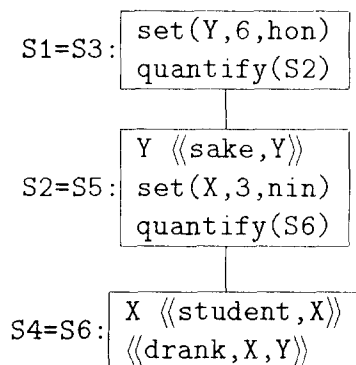 S1=S3:
set(Y,6,hon)
quantify(S2)
S2=S5:
Y ⟪sake,Y⟫
set(X,3,nin)
quantify(S6)
S4=S6:
X ⟪student,X⟫
⟪drank,X,Y⟫